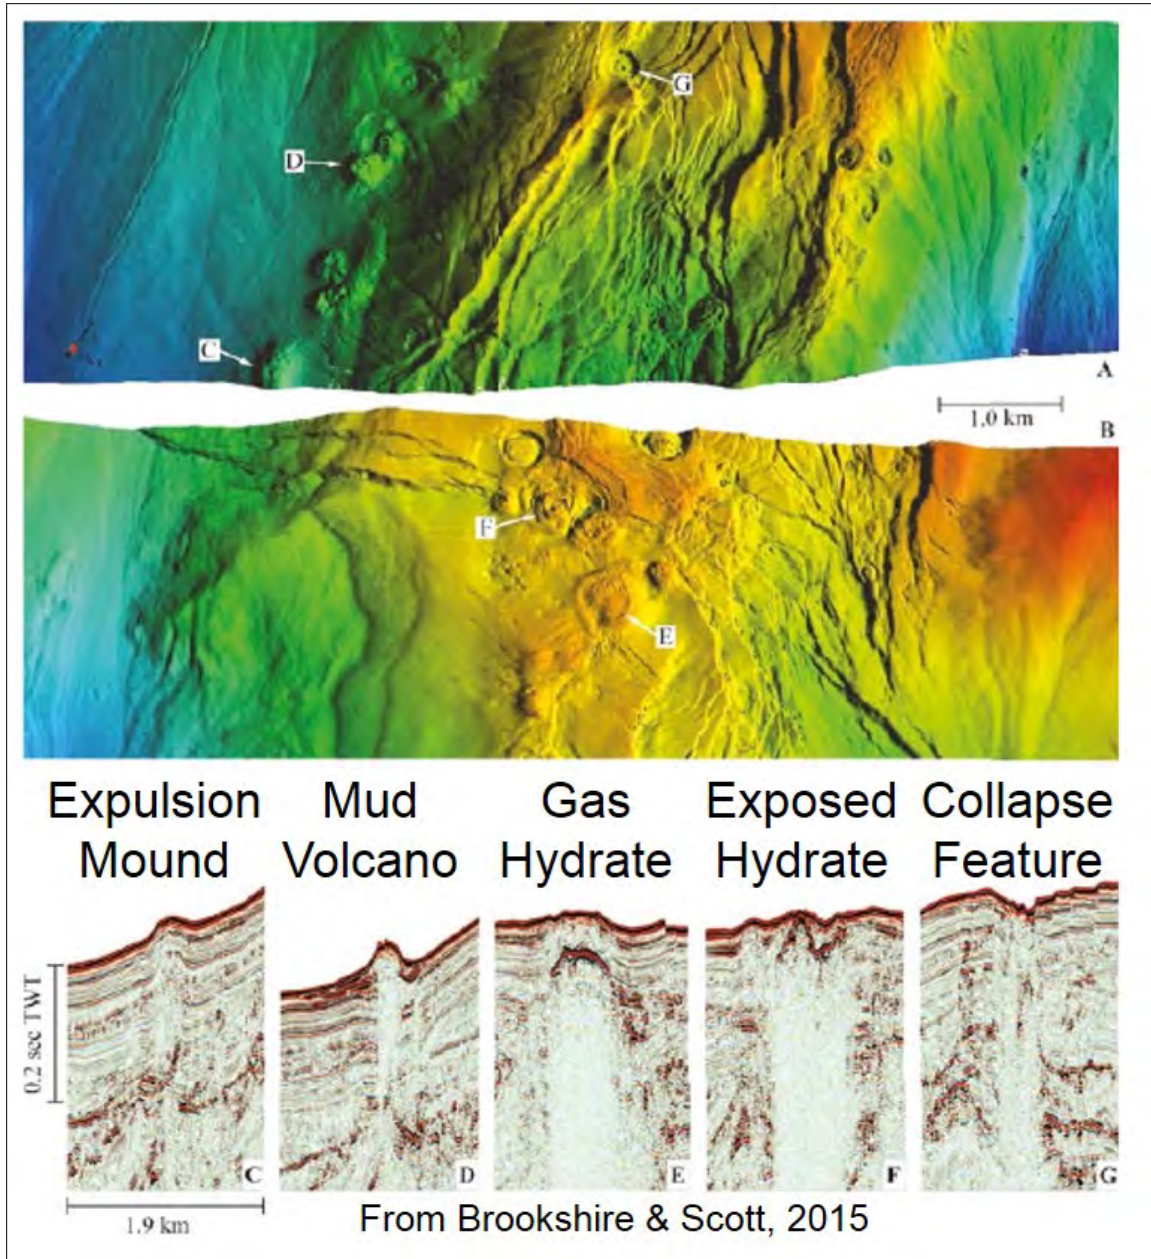 G
D
C
A
1.0 km
B
F
E
Expulsion Mud Gas Exposed Collapse
Mound Volcano Hydrate Hydrate Feature
0.2 sec TWT
C D E F G
1.9 km
From Brookshire & Scott, 2015